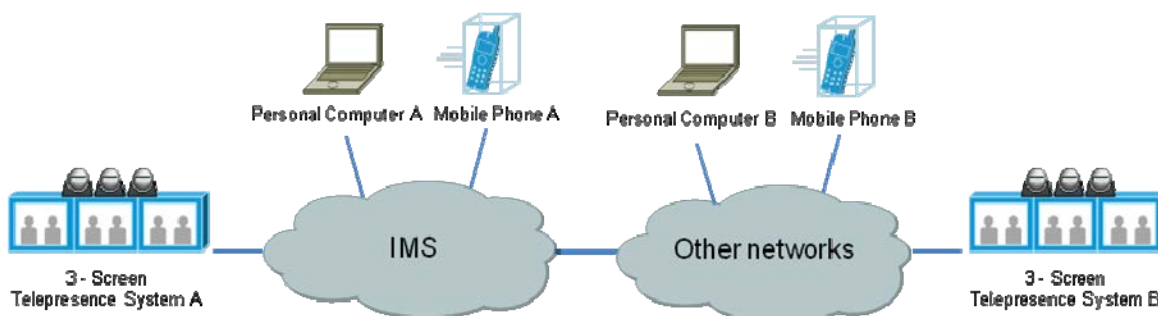 Personal Computer A
Mobile Phone A
Personal Computer B
Mobile Phone B
IMS
Other networks
3 - Screen
Telepresence System A
3 - Screen
Telepresence System B